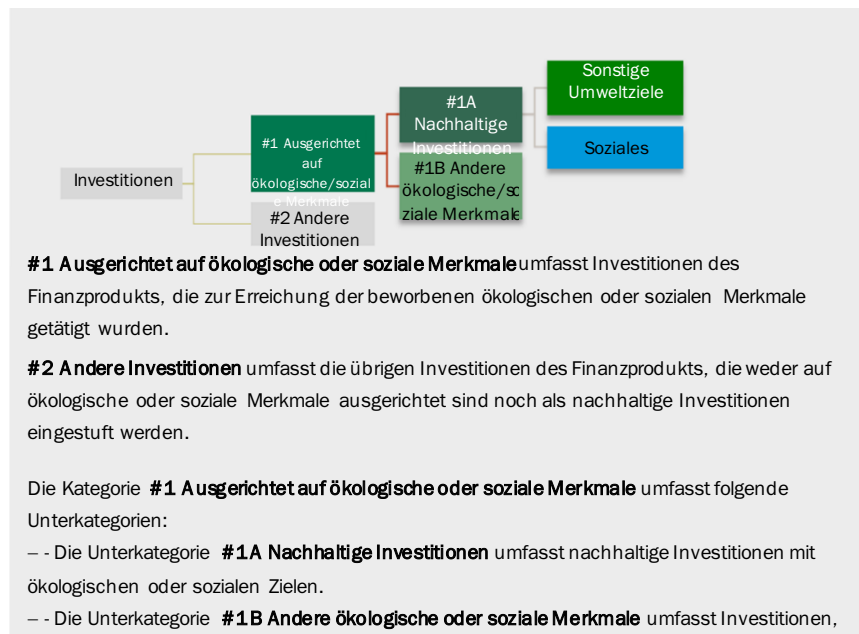 Sonstige
Umweltziele
#1A
Nachhaltige
Investitionen
#1 Ausgerichtet
auf
ökologische/sozial
e Merkmale
Soziales
Investitionen
#1B Andere
ökologische/so
ziale Merkmale
#2 Andere
Investitionen
#1 Ausgerichtet auf ökologische oder soziale Merkmale umfasst Investitionen des
Finanzprodukts, die zur Erreichung der beworbenen ökologischen oder sozialen Merkmale
getätigt wurden.
#2 Andere Investitionen umfasst die übrigen Investitionen des Finanzprodukts, die weder auf
ökologische oder soziale Merkmale ausgerichtet sind noch als nachhaltige Investitionen
eingestuft werden.
Die Kategorie #1 Ausgerichtet auf ökologische oder soziale Merkmale umfasst folgende
Unterkategorien:
– - Die Unterkategorie #1A Nachhaltige Investitionen umfasst nachhaltige Investitionen mit
ökologischen oder sozialen Zielen.
– - Die Unterkategorie #1B Andere ökologische oder soziale Merkmale umfasst Investitionen,